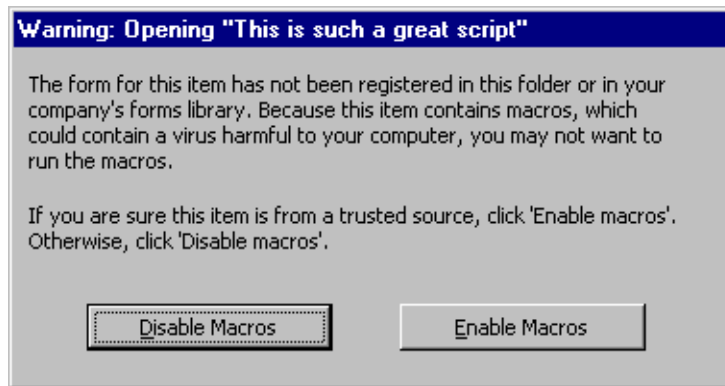 Warning: Opening "This is such a great script"
The form for this item has not been registered in this folder or in your
company's forms library. Because this item contains macros, which
could contain a virus harmful to your computer, you may not want to
run the macros.
If you are sure this item is from a trusted source, click 'Enable macros'.
Otherwise, click 'Disable macros'.
Disable Macros
Enable Macros